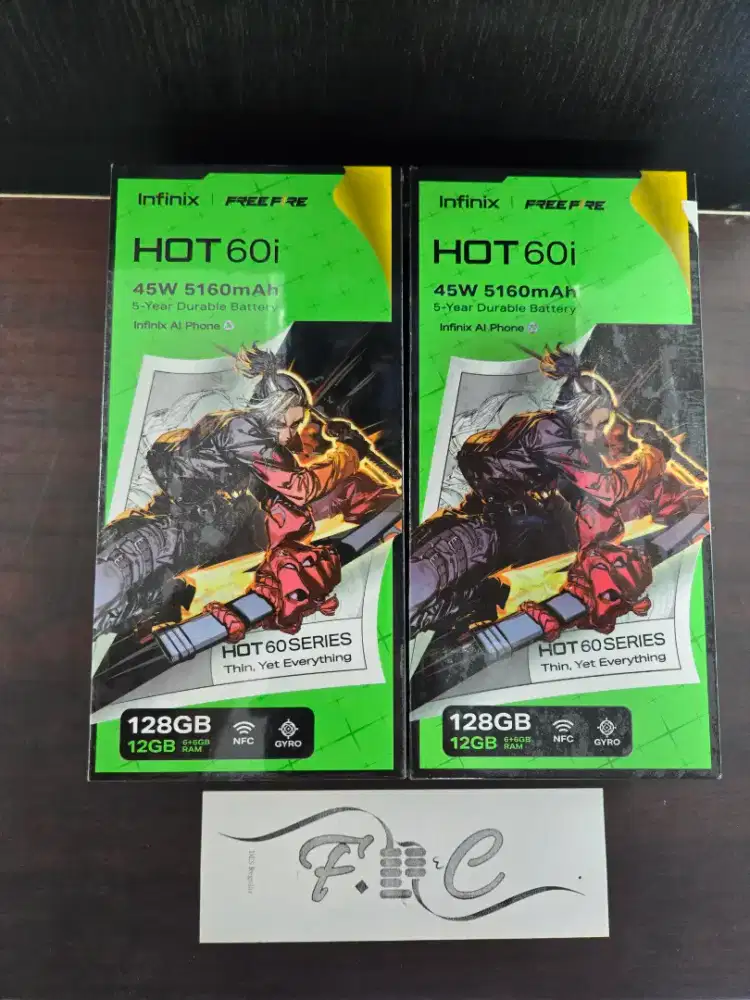 Infinix | FREE FIRE
HOT 60i
45W 5160mAh
5-Year Durable Battery
Infinix AI Phone
HOT 60 SERIES
Thin, Yet Everything
128GB
12GB 6+6GB RAM
NFC
GYRO
Infinix | FREE FIRE
HOT 60i
45W 5160mAh
5-Year Durable Battery
Infinix AI Phone
HOT 60 SERIES
Thin, Yet Everything
128GB
12GB 6+6GB RAM
NFC
GYRO